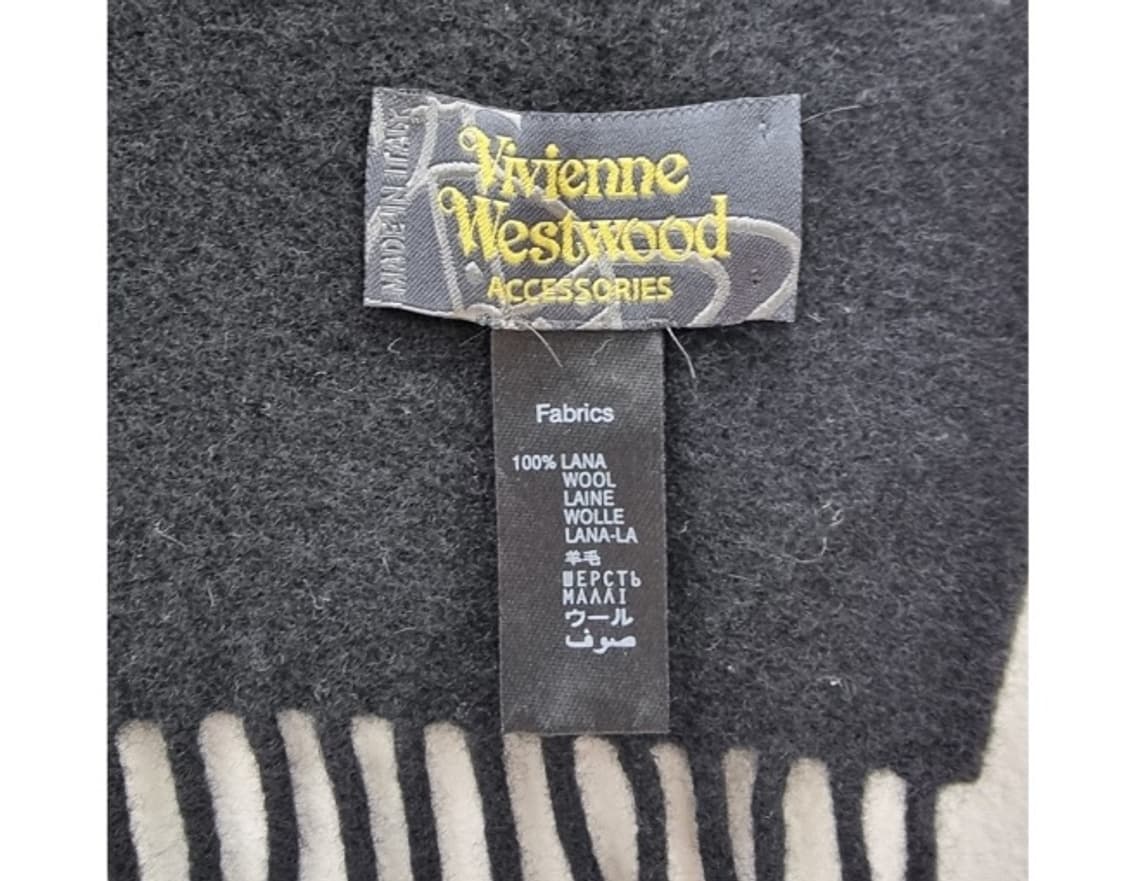 MADE IN ITALY
Vivienne
Westwood
ACCESSORIES
Fabrics
100% LANA
WOOL
LAINE
WOLLE
LANA-LA
羊毛
ШЕРСТЬ
ΜΑΛΛΙ
ウール
صوف